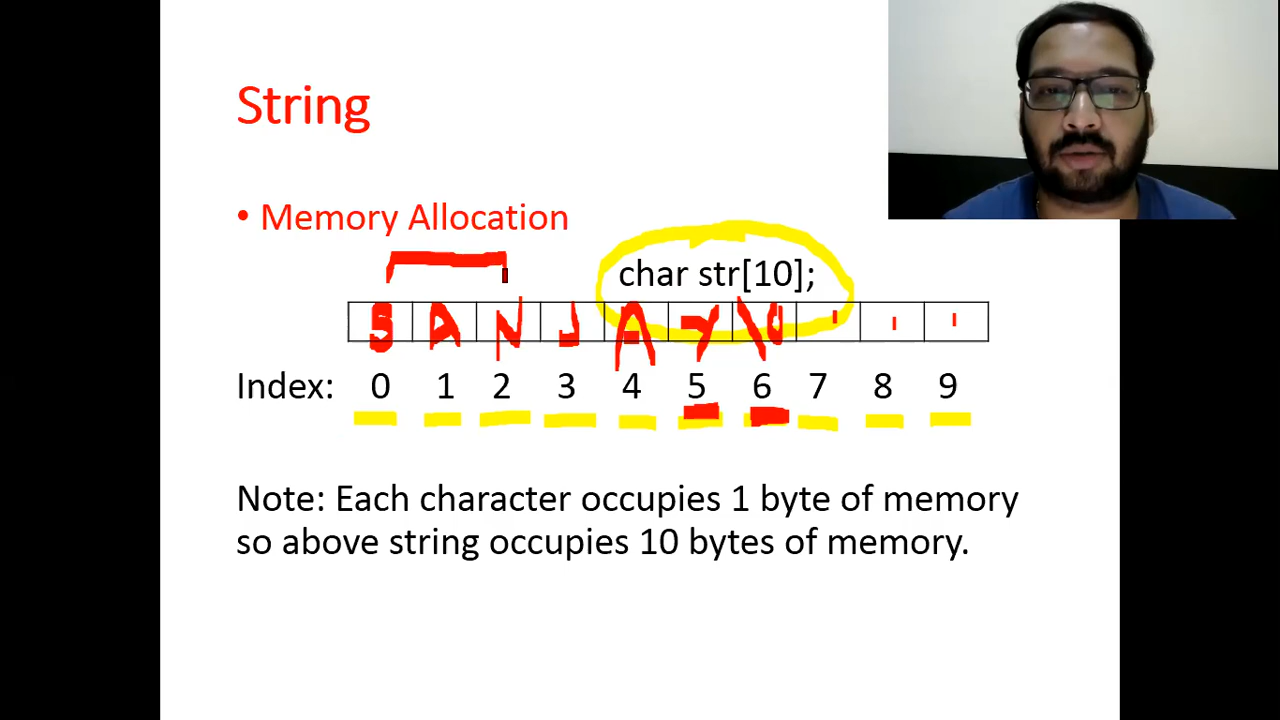 String
• Memory Allocation
char str[10];
S A N J A Y \0 ' ' '
Index: 0 1 2 3 4 5 6 7 8 9
Note: Each character occupies 1 byte of memory
so above string occupies 10 bytes of memory.